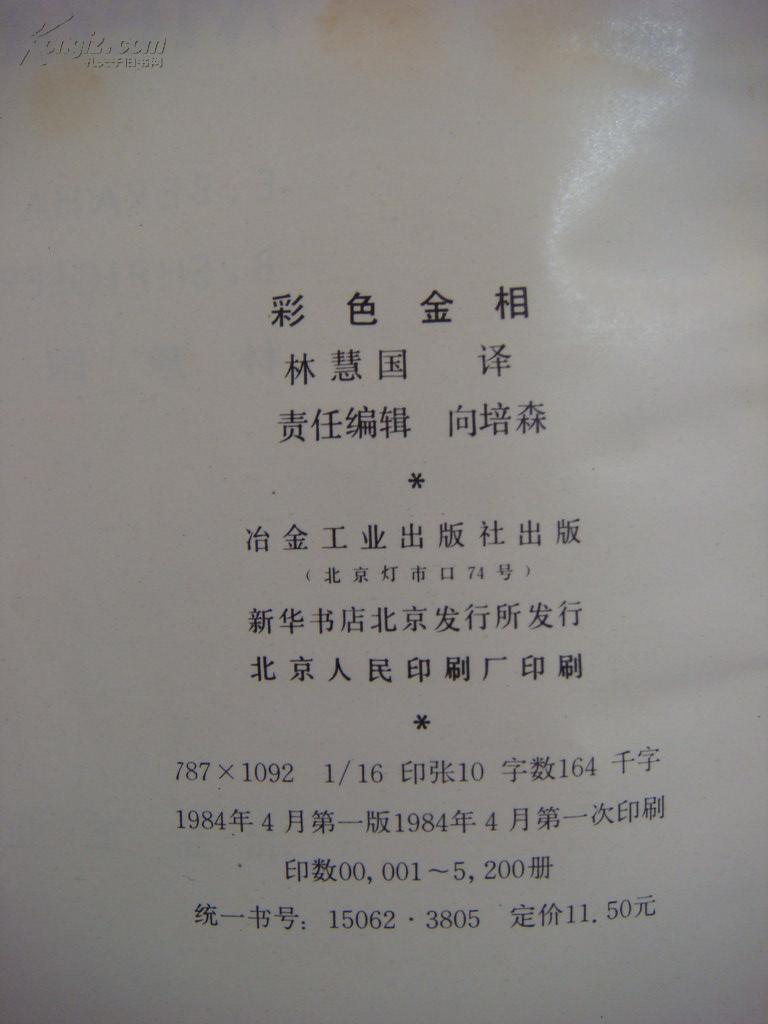 Kongfz.com
孔夫子旧书网
E. BERAHA
B. SHPIGLER
彩色金相
林慧国 译
责任编辑 向培森
*
冶金工业出版社出版
（北京灯市口74号）
新华书店北京发行所发行
北京人民印刷厂印刷
*
787×1092 1/16 印张10 字数164 千字
1984年4月第一版1984年4月第一次印刷
印数00,001～5,200册
统一书号：15062·3805 定价11.50元